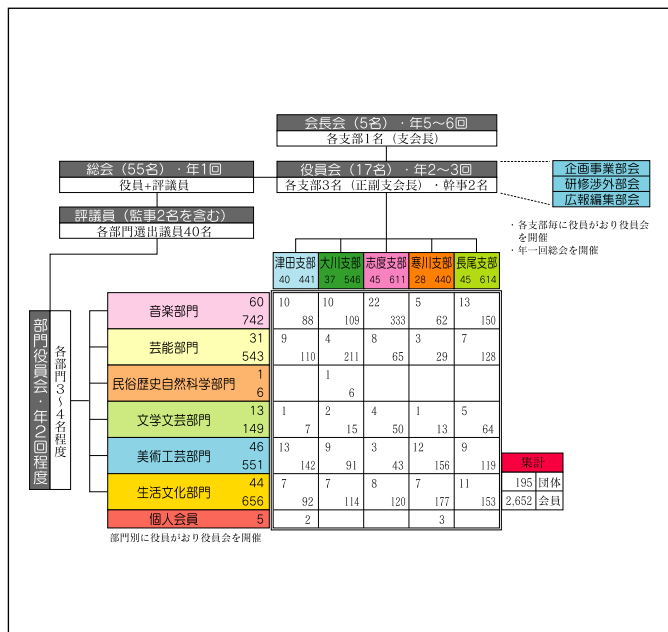 会長会（5名）・年5～6回
各支部1名（支会長）
総会（55名）・年1回
役員+評議員
役員会（17名）・年2～3回
各支部3名（正副支会長）・幹事2名
企画事業部会
研修渉外部会
広報編集部会
評議員（監事2名を含む）
各部門選出議員40名
・各支部毎に役員がおり役員会
を開催
・年一回総会を開催
津田支部 大川支部 志度支部 寒川支部 長尾支部
40 441 37 546 45 611 28 440 45 614
部門役員会・年2回程度
各部門3～4名程度
音楽部門 60 10 10 22 5 13
742 88 109 333 62 150
芸能部門 31 9 4 8 3 7
543 110 211 65 29 128
民俗歴史自然科学部門 1 1
6 6
文学文芸部門 13 1 2 4 1 5
149 7 15 50 13 64
美術工芸部門 46 13 9 3 12 9
551 142 91 43 156 119
生活文化部門 44 7 7 8 7 11
656 92 114 120 177 153
個人会員 5 2 3
集計
195 団体
2,652 会員
部門別に役員がおり役員会を開催